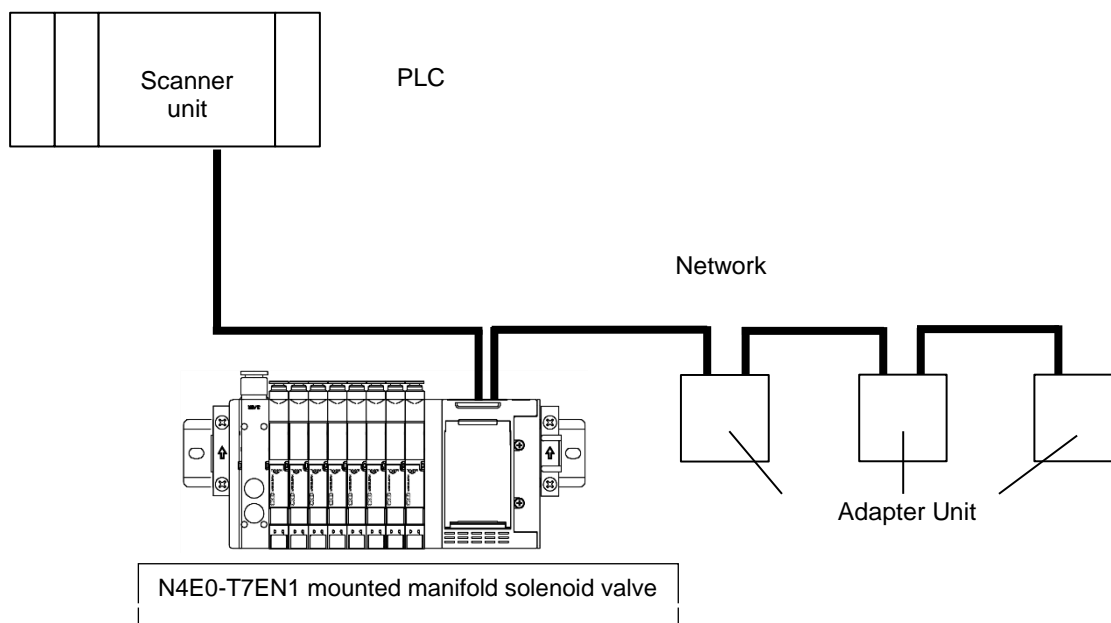 Scanner
unit
PLC
Network
Adapter Unit
N4E0-T7EN1 mounted manifold solenoid valve